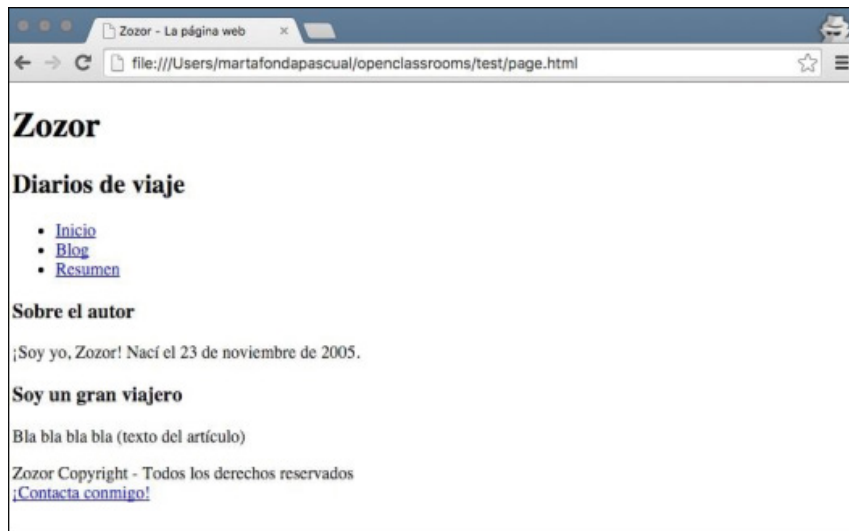 Zozor - La página web
file:///Users/martafondapascual/openclassrooms/test/page.html
Zozor
Diarios de viaje
Inicio
Blog
Resumen
Sobre el autor
¡Soy yo, Zozor! Nací el 23 de noviembre de 2005.
Soy un gran viajero
Bla bla bla bla (texto del artículo)
Zozor Copyright - Todos los derechos reservados
¡Contacta conmigo!